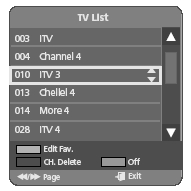 TV List
003 ITV
004 Channel 4
010 ITV 3
013 Chellel 4
014 More 4
028 ITV 4
Edit Fav.
CH. Delete Off
Page Exit